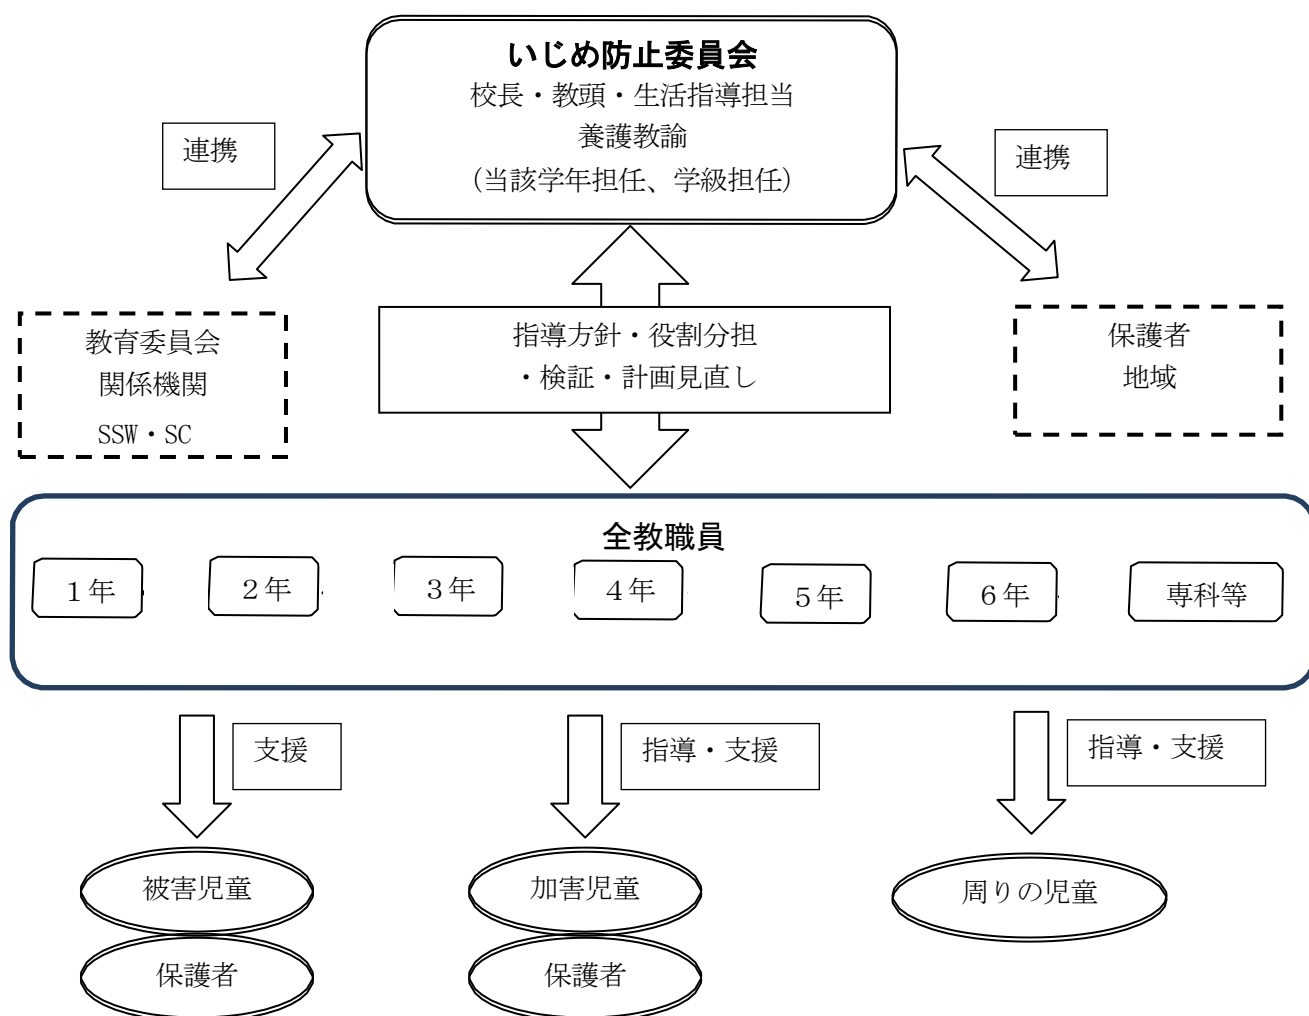 いじめ防止委員会
校長・教頭・生活指導担当
養護教諭
（当該学年担任、学級担任）
連携
連携
教育委員会
関係機関
SSW・SC
指導方針・役割分担
・検証・計画見直し
保護者
地域
全教職員
１年
２年
３年
４年
５年
６年
専科等
支援
指導・支援
指導・支援
被害児童
加害児童
周りの児童
保護者
保護者